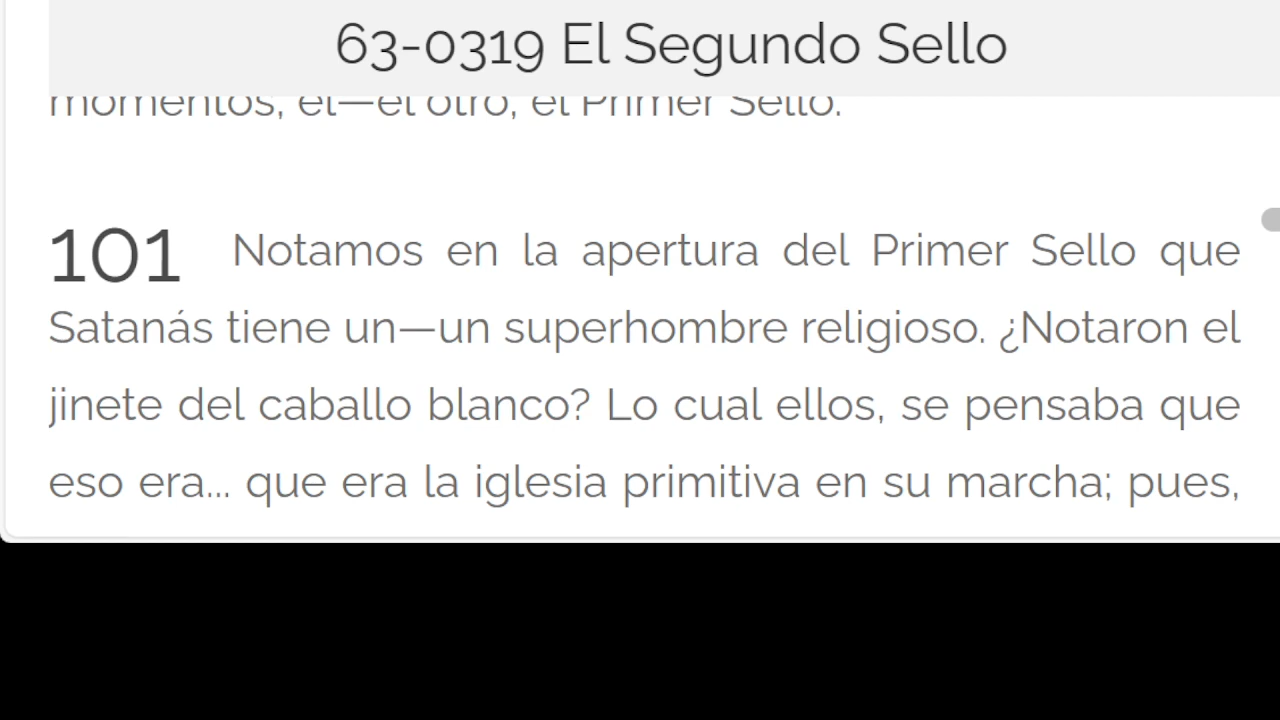 63-0319 El Segundo Sello
momentos, el—el otro, el Primer Sello.
101 Notamos en la apertura del Primer Sello que
Satanás tiene un—un superhombre religioso. ¿Notaron el
jinete del caballo blanco? Lo cual ellos, se pensaba que
eso era... que era la iglesia primitiva en su marcha; pues,